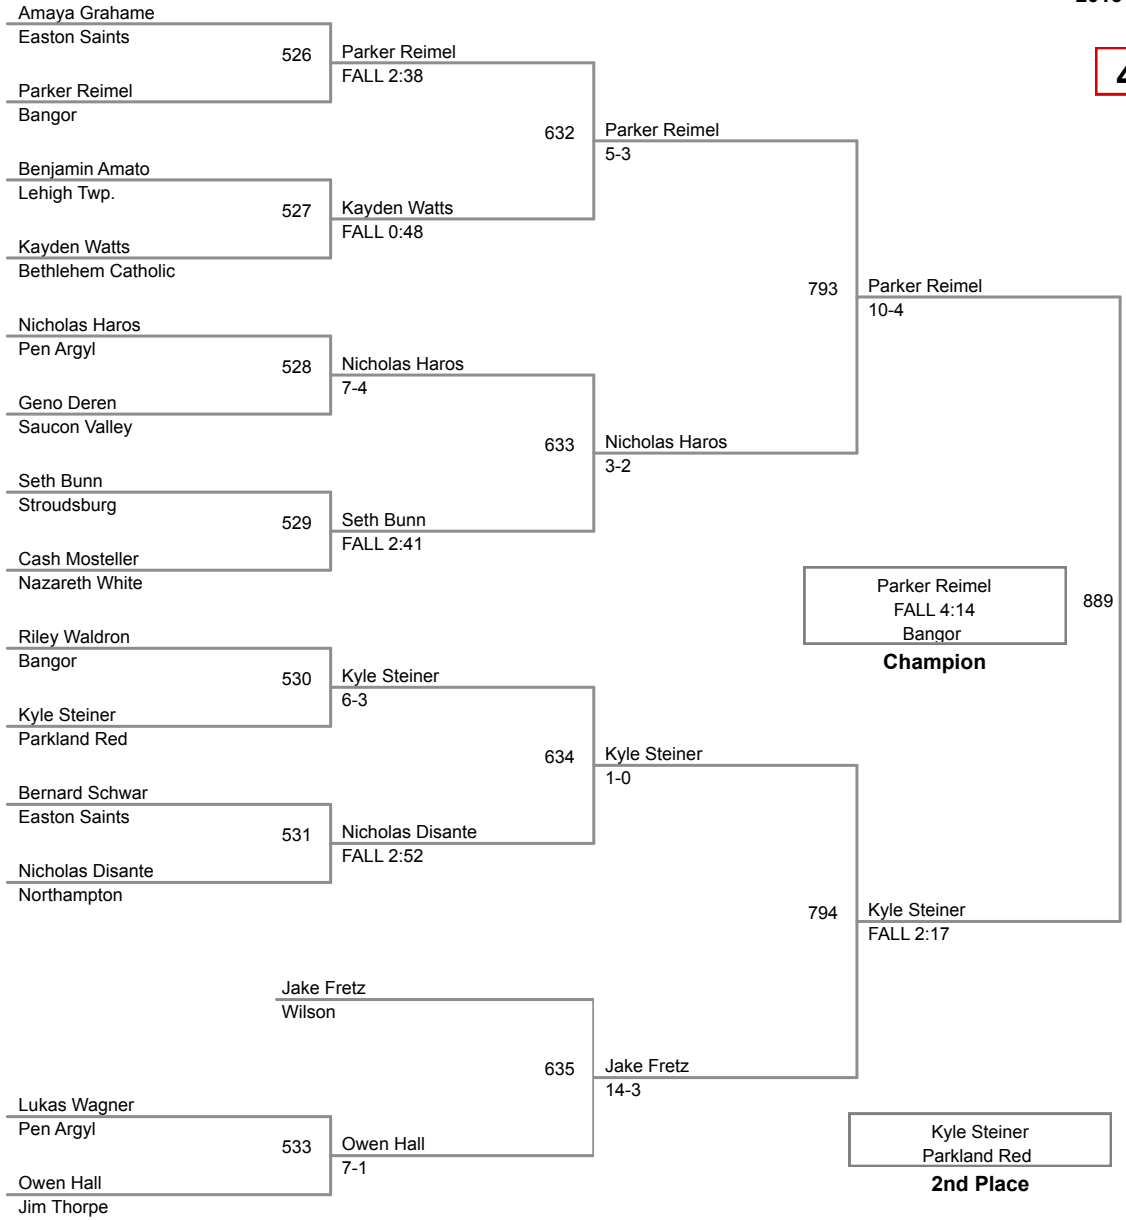 Amaya Grahame
Easton Saints
526
Parker Reimel
FALL 2:38
Parker Reimel
Bangor
632
Parker Reimel
5-3
Benjamin Amato
Lehigh Twp.
527
Kayden Watts
FALL 0:48
Kayden Watts
Bethlehem Catholic
793
Parker Reimel
10-4
Nicholas Haros
Pen Argyl
528
Nicholas Haros
7-4
Geno Deren
Saucon Valley
633
Nicholas Haros
3-2
Seth Bunn
Stroudsburg
529
Seth Bunn
FALL 2:41
Cash Mosteller
Nazareth White
Parker Reimel
FALL 4:14
Bangor
Champion
889
Riley Waldron
Bangor
530
Kyle Steiner
6-3
Kyle Steiner
Parkland Red
634
Kyle Steiner
1-0
Bernard Schwar
Easton Saints
531
Nicholas Disante
FALL 2:52
Nicholas Disante
Northampton
794
Kyle Steiner
FALL 2:17
Jake Fretz
Wilson
635
Jake Fretz
14-3
Lukas Wagner
Pen Argyl
533
Owen Hall
7-1
Owen Hall
Jim Thorpe
Kyle Steiner
Parkland Red
2nd Place